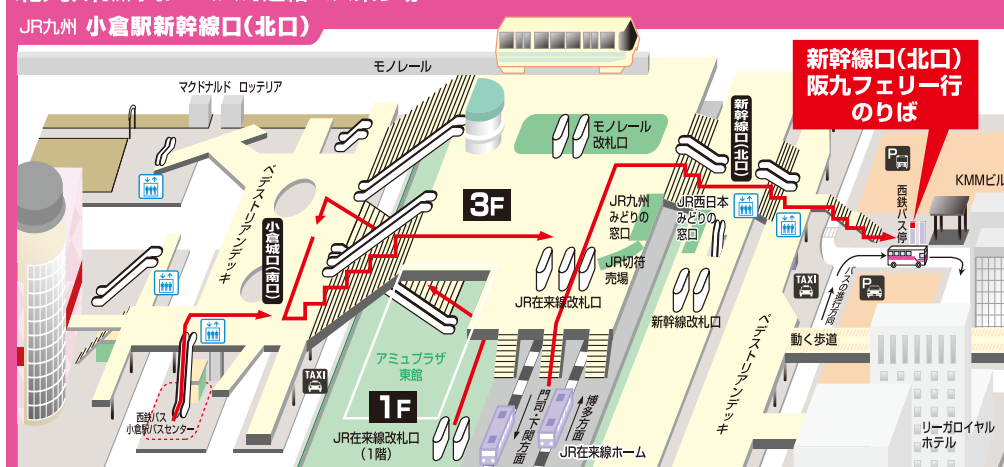 JR九州 小倉駅新幹線口(北口)
モノレール
マクドナルド ロッテリア
新幹線口(北口)
阪九フェリー行
のりば
モノレール
改札口
新幹線口(北口)
P
KMMビル
西鉄バス停
ペデストリアンデッキ
小倉城口(南口)
3F
JR九州
みどりの
窓口
JR西日本
みどりの
窓口
JR切符
売場
JR在来線改札口
新幹線改札口
TAXI
バスの進行方向
P
動く歩道
ペデストリアンデッキ
アミュプラザ
東館
TAXI
1F
西鉄バス
小倉駅バスセンター
JR在来線改札口
(1階)
門司・下関方面
博多方面
JR在来線ホーム
リーガロイヤル
ホテル